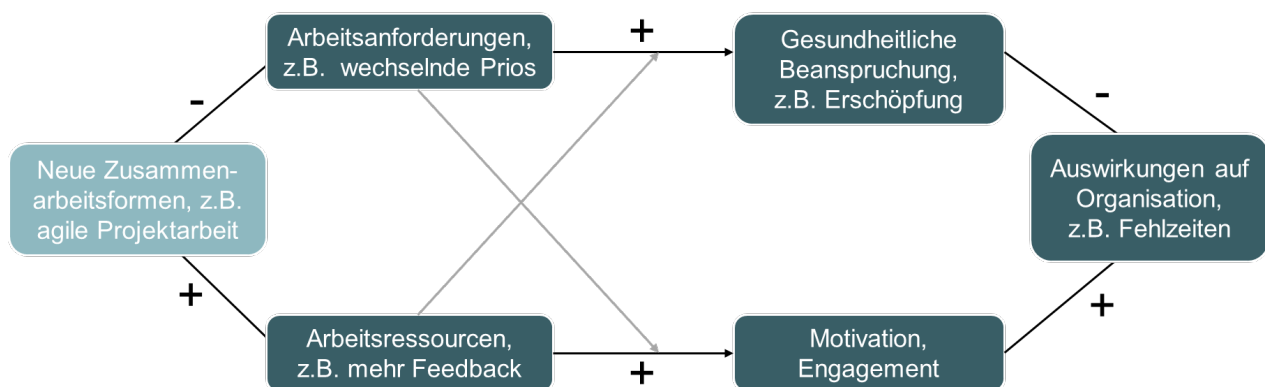 Arbeitsanforderungen,
z.B. wechselnde Prios
+
Gesundheitliche
Beanspruchung,
z.B. Erschöpfung
-
-
Neue Zusammen-
arbeitsformen, z.B.
agile Projektarbeit
Auswirkungen auf
Organisation,
z.B. Fehlzeiten
+
+
Arbeitsressourcen,
z.B. mehr Feedback
+
Motivation,
Engagement